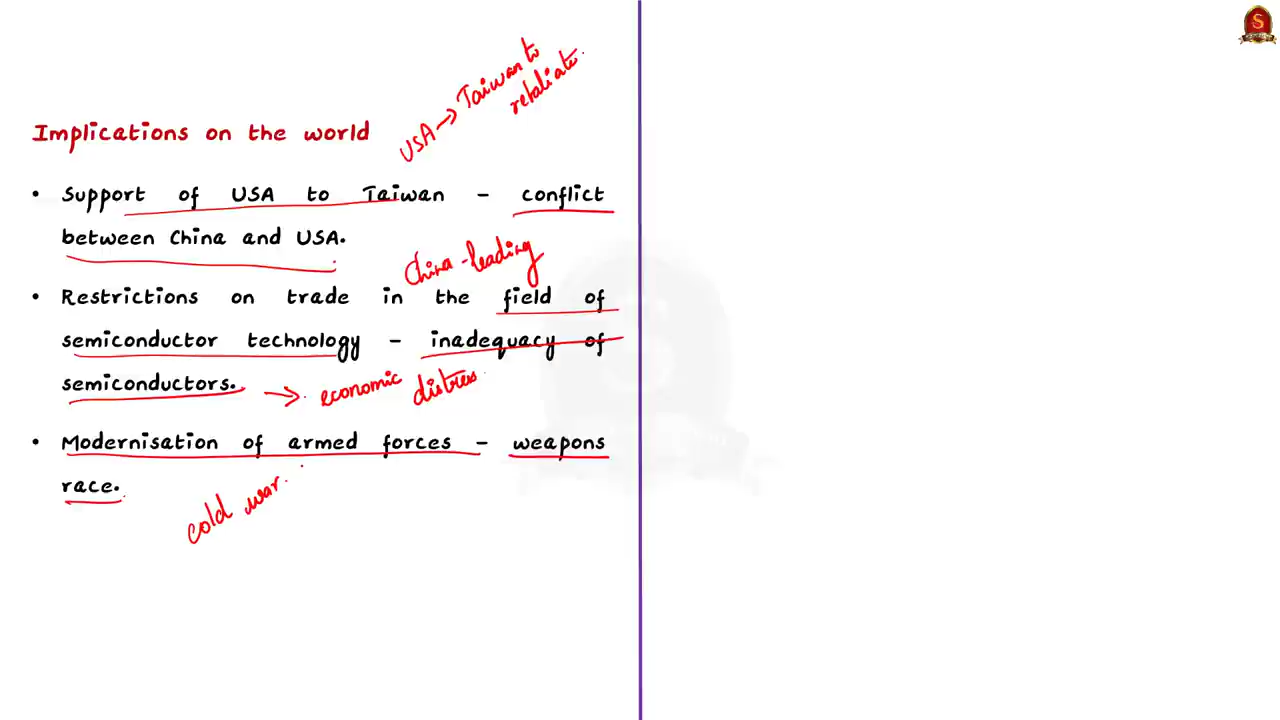 USA → Taiwan to
retaliate.
Implications on the world
• Support of USA to Taiwan - conflict
between China and USA.
China - leading
• Restrictions on trade in the field of
semiconductor technology - inadequacy of
semiconductors. → economic distress
• Modernisation of armed forces - weapons
race.
cold war.